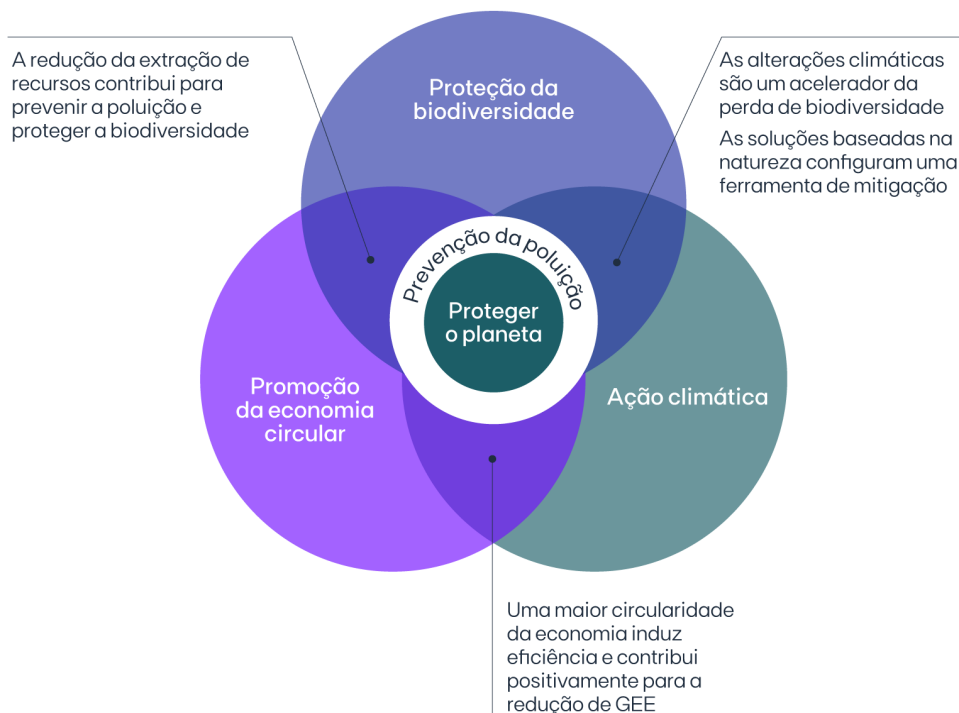 A redução da extração de
recursos contribui para
prevenir a poluição e
proteger a biodiversidade
Proteção da
biodiversidade
As alterações climáticas
são um acelerador da
perda de biodiversidade
As soluções baseadas na
natureza configuram uma
ferramenta de mitigação
Prevenção da poluição
Proteger
o planeta
Promoção
da economia
circular
Ação climática
Uma maior circularidade
da economia induz
eficiência e contribui
positivamente para a
redução de GEE